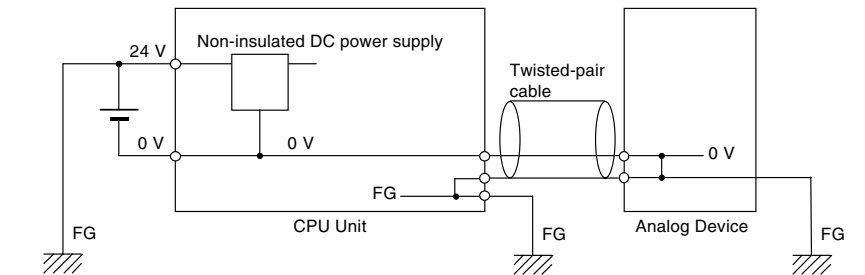 Non-insulated DC power supply
24 V
Twisted-pair
cable
0 V
0 V
0 V
FG
CPU Unit
Analog Device
FG
FG
FG